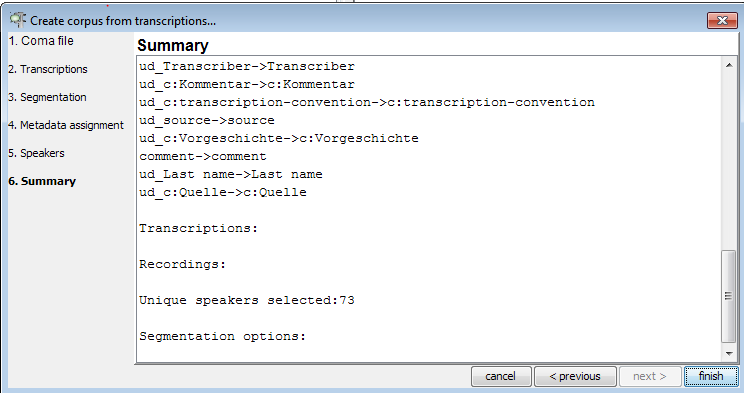 Create corpus from transcriptions...
1. Coma file
2. Transcriptions
3. Segmentation
4. Metadata assignment
5. Speakers
6. Summary
Summary
ud_Transcriber->Transcriber
ud_c:Kommentar->c:Kommentar
ud_c:transcription-convention->c:transcription-convention
ud_source->source
ud_c:Vorgeschichte->c:Vorgeschichte
comment->comment
ud_Last name->Last name
ud_c:Quelle->c:Quelle
Transcriptions:
Recordings:
Unique speakers selected:73
Segmentation options:
cancel
< previous
next >
finish